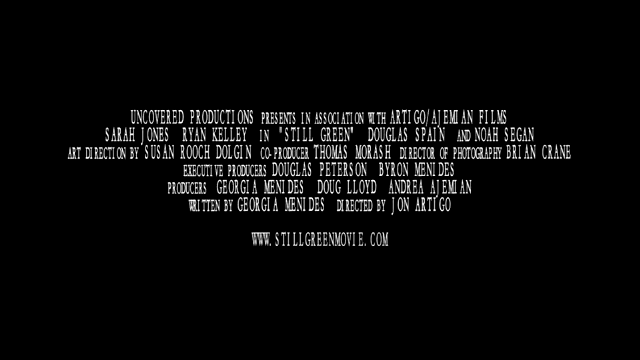 UNCOVERED PRODUCTIONS PRESENTS IN ASSOCIATION WITH ARTIGO/AJEMIAN FILMS
SARAH JONES RYAN KELLEY IN "STILL GREEN" DOUGLAS SPAIN AND NOAH SEGAN
ART DIRECTION BY SUSAN ROOCH DOLGIN CO-PRODUCER THOMAS MORASH DIRECTOR OF PHOTOGRAPHY BRIAN CRANE
EXECUTIVE PRODUCERS DOUGLAS PETERSON BYRON MENIDES
PRODUCERS GEORGIA MENIDES DOUG LLOYD ANDREA AJEMIAN
WRITTEN BY GEORGIA MENIDES DIRECTED BY JON ARTIGO
WWW.STILLGREENMOVIE.COM